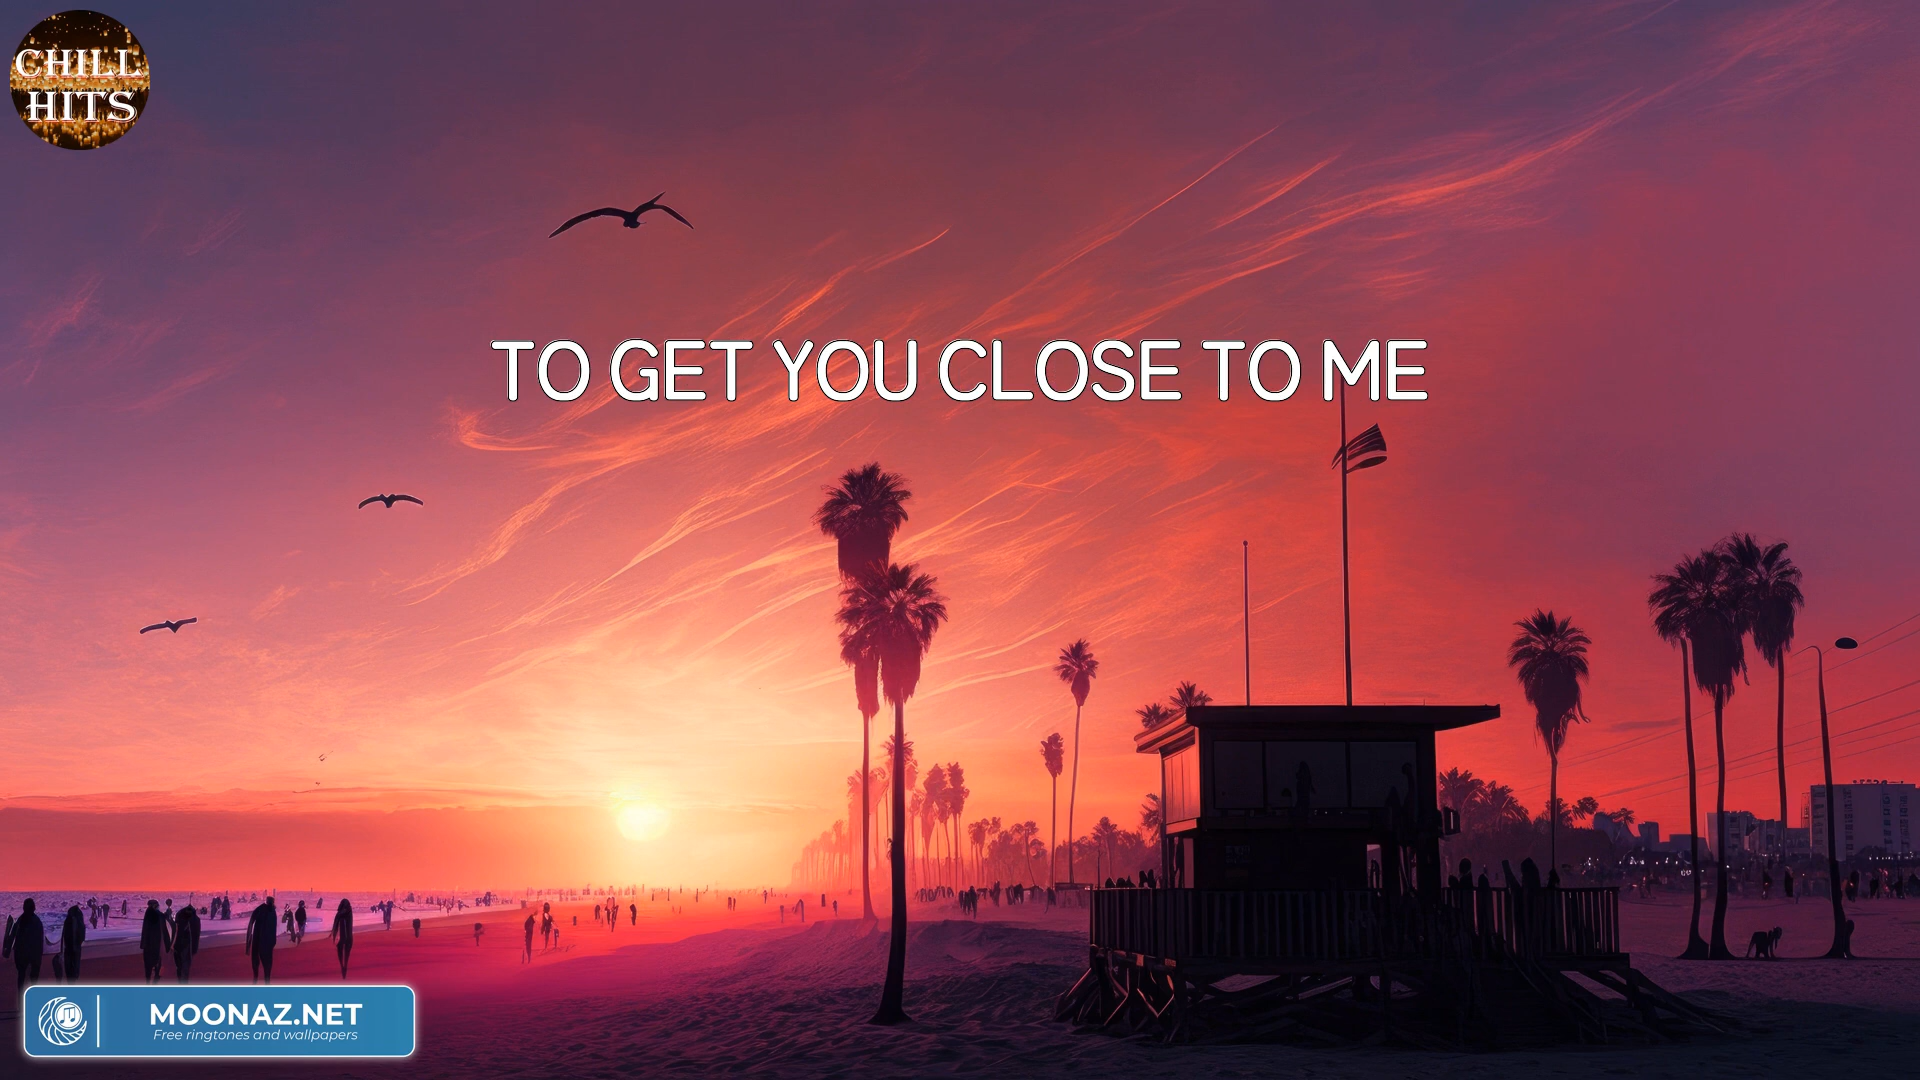 CHILL
HITS
TO GET YOU CLOSE TO ME
MOONAZ.NET
Free ringtones and wallpapers